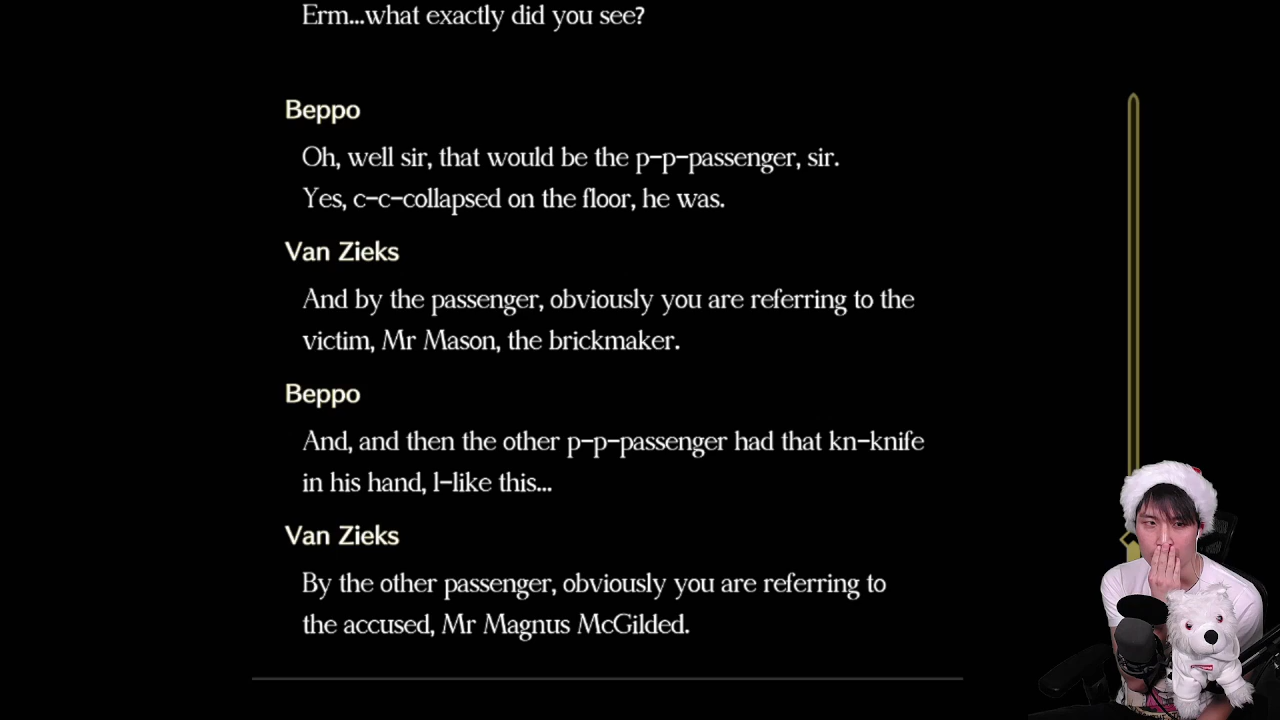 Erm...what exactly did you see?
Beppo
Oh, well sir, that would be the p-p-passenger, sir.
Yes, c-c-collapsed on the floor, he was.
Van Zieks
And by the passenger, obviously you are referring to the
victim, Mr Mason, the brickmaker.
Beppo
And, and then the other p-p-passenger had that kn-knife
in his hand, l-like this...
Van Zieks
By the other passenger, obviously you are referring to
the accused, Mr Magnus McGilded.